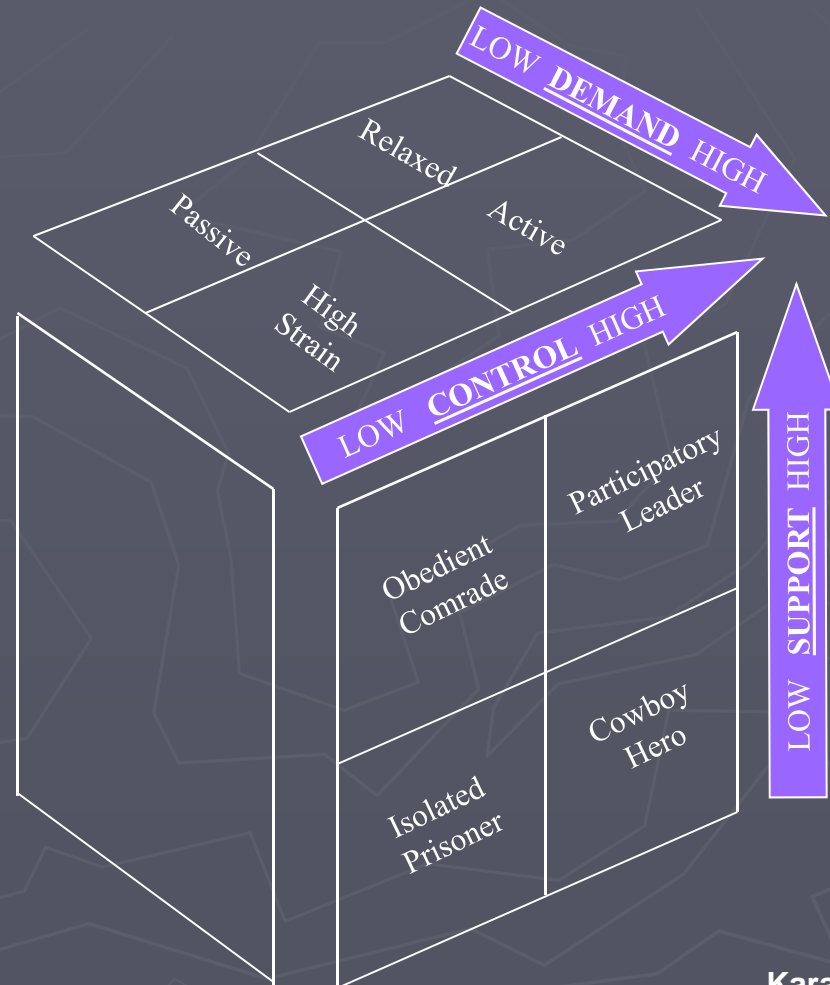 LOW DEMAND HIGH
Relaxed
Passive
Active
High
Strain
LOW CONTROL HIGH
LOW SUPPORT HIGH
Participatory
Leader
Obedient
Comrade
Cowboy
Hero
Isolated
Prisoner